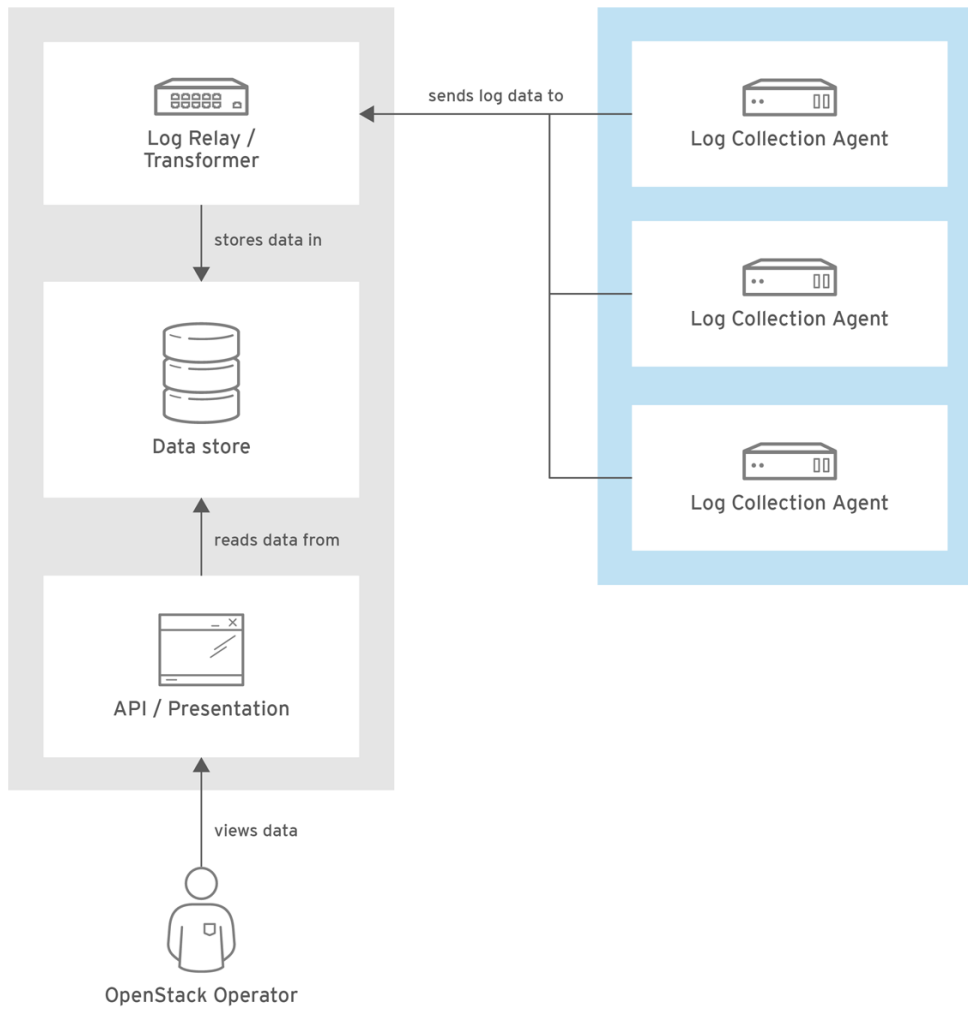 sends log data to
Log Relay /
Transformer
Log Collection Agent
stores data in
Log Collection Agent
Data store
Log Collection Agent
reads data from
API / Presentation
views data
OpenStack Operator